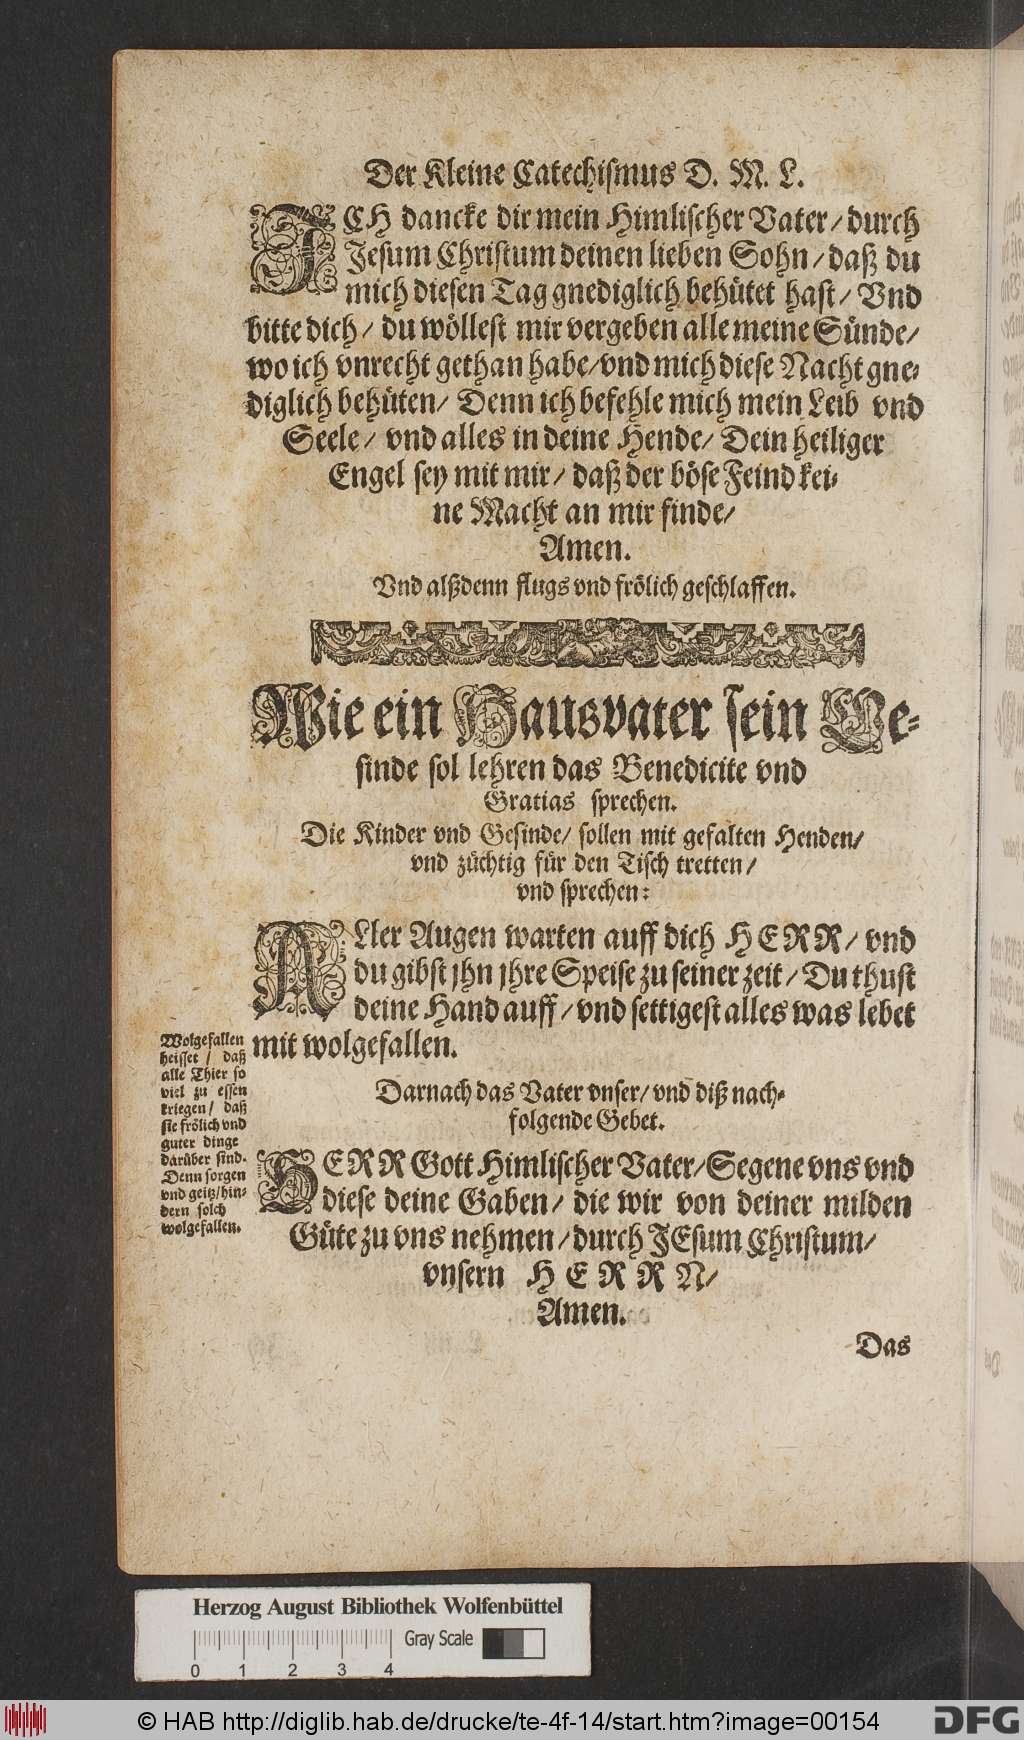 Der Kleine Catechismus D. M. L.
ICH dancke dir mein Himlischer Vater / durch
Jesum Christum deinen lieben Sohn / daß du
mich diesen Tag gnediglich behütet hast / Vnd
bitte dich / du wöllest mir vergeben alle meine Sünde /
wo ich vnrecht gethan habe / vnd mich diese Nacht gne-
diglich behüten / Denn ich befehle mich mein Leib vnd
Seele / vnd alles in deine Hende / Dein heiliger
Engel sey mit mir / daß der böse Feind kei-
ne Macht an mir finde /
Amen.
Vnd alßdenn flugs vnd frölich geschlaffen.
Wie ein Hausvater sein Ge-
sinde sol lehren das Benedicite vnd
Gratias sprechen.
Die Kinder vnd Gesinde / sollen mit gefalten Henden /
vnd züchtig für den Tisch tretten /
vnd sprechen:
ALler Augen warten auff dich HERR / vnd
du gibst jhn jhre Speise zu seiner zeit / Du thust
deine Hand auff / vnd settigest alles was lebet
mit wolgefallen.
Wolgefallen
heisset / daß
alle Thier so
viel zu essen
kriegen / daß
sie frölich vnd
guter dinge
darüber sind.
Denn sorgen
vnd geitz / hin-
dern solch
wolgefallen.
Darnach das Vater vnser / vnd diß nach-
folgende Gebet.
HERR Gott Himlischer Vater / Segene vns vnd
diese deine Gaben / die wir von deiner milden
Güte zu vns nehmen / durch JEsum Christum /
vnsern HERRN /
Amen.
Das
Herzog August Bibliothek Wolfenbüttel
Gray Scale
0 1 2 3 4
© HAB http://diglib.hab.de/drucke/te-4f-14/start.htm?image=00154
DFG